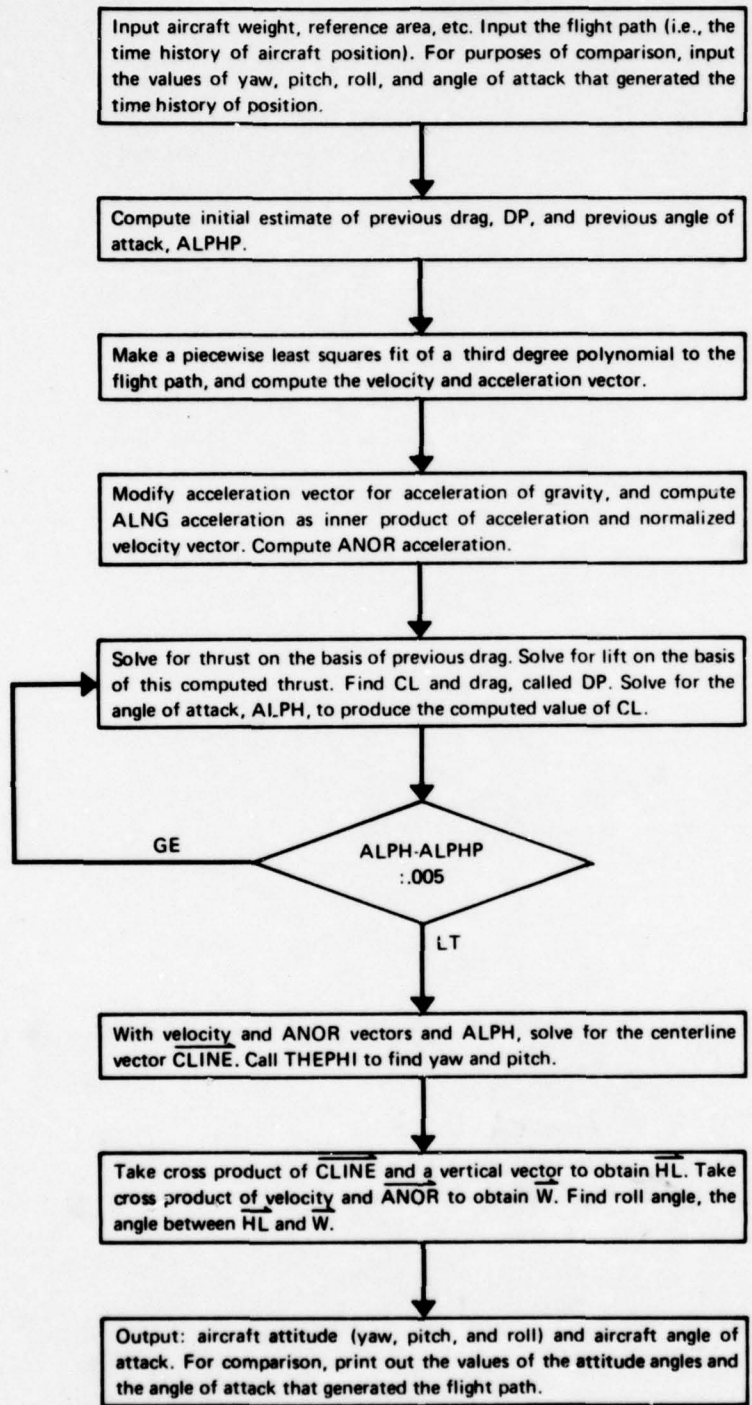 Input aircraft weight, reference area, etc. Input the flight path (i.e., the
time history of aircraft position). For purposes of comparison, input
the values of yaw, pitch, roll, and angle of attack that generated the
time history of position.
Compute initial estimate of previous drag, DP, and previous angle of
attack, ALPHP.
Make a piecewise least squares fit of a third degree polynomial to the
flight path, and compute the velocity and acceleration vector.
Modify acceleration vector for acceleration of gravity, and compute
ALNG acceleration as inner product of acceleration and normalized
velocity vector. Compute ANOR acceleration.
Solve for thrust on the basis of previous drag. Solve for lift on the basis
of this computed thrust. Find CL and drag, called DP. Solve for the
angle of attack, ALPH, to produce the computed value of CL.
GE
ALPH-ALPHP
:.005
LT
With velocity and ANOR vectors and ALPH, solve for the centerline
vector CLINE. Call THEPHI to find yaw and pitch.
Take cross product of CLINE and a vertical vector to obtain HL. Take
cross product of velocity and ANOR to obtain W. Find roll angle, the
angle between HL and W.
Output: aircraft attitude (yaw, pitch, and roll) and aircraft angle of
attack. For comparison, print out the values of the attitude angles and
the angle of attack that generated the flight path.